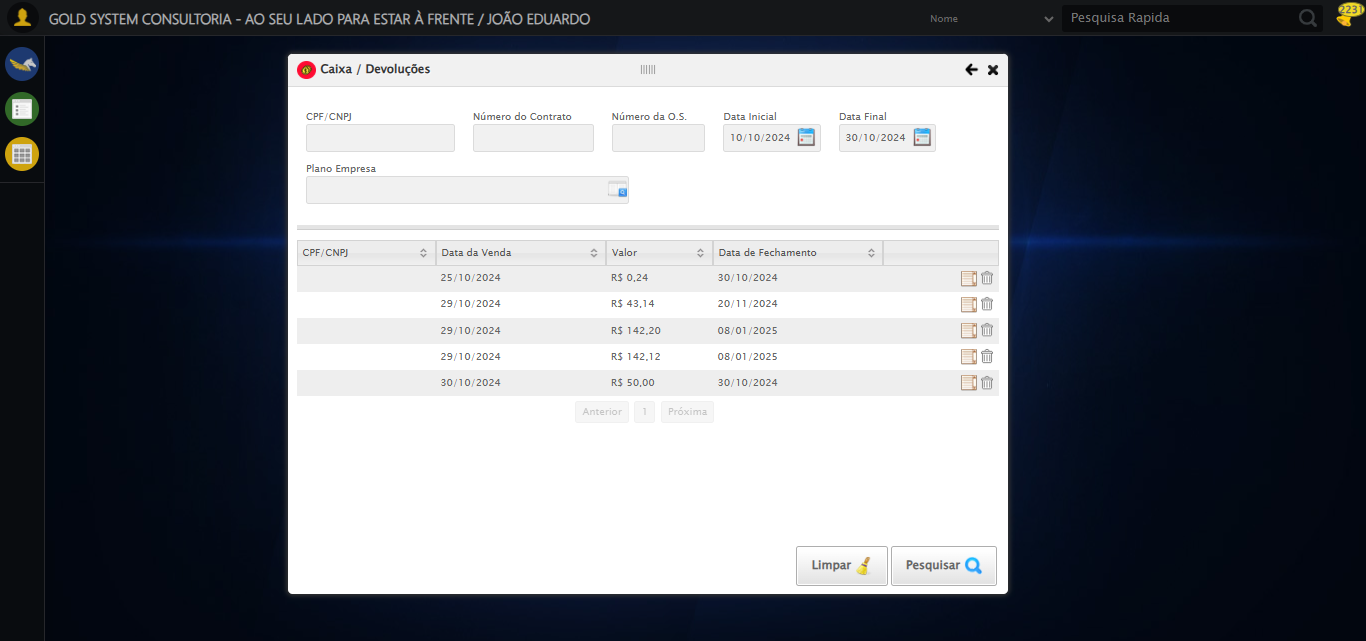 GOLD SYSTEM CONSULTORIA - AO SEU LADO PARA ESTAR À FRENTE / JOÃO EDUARDO
Nome
Pesquisa Rapida
2231
Caixa / Devoluções
CPF/CNPJ Número do Contrato Número da O.S. Data Inicial Data Final
10/10/2024 30/10/2024
Plano Empresa
CPF/CNPJ Data da Venda Valor Data de Fechamento
25/10/2024 R$ 0,24 30/10/2024
29/10/2024 R$ 43,14 20/11/2024
29/10/2024 R$ 142,20 08/01/2025
29/10/2024 R$ 142,12 08/01/2025
30/10/2024 R$ 50,00 30/10/2024
Anterior 1 Próxima
Limpar Pesquisar